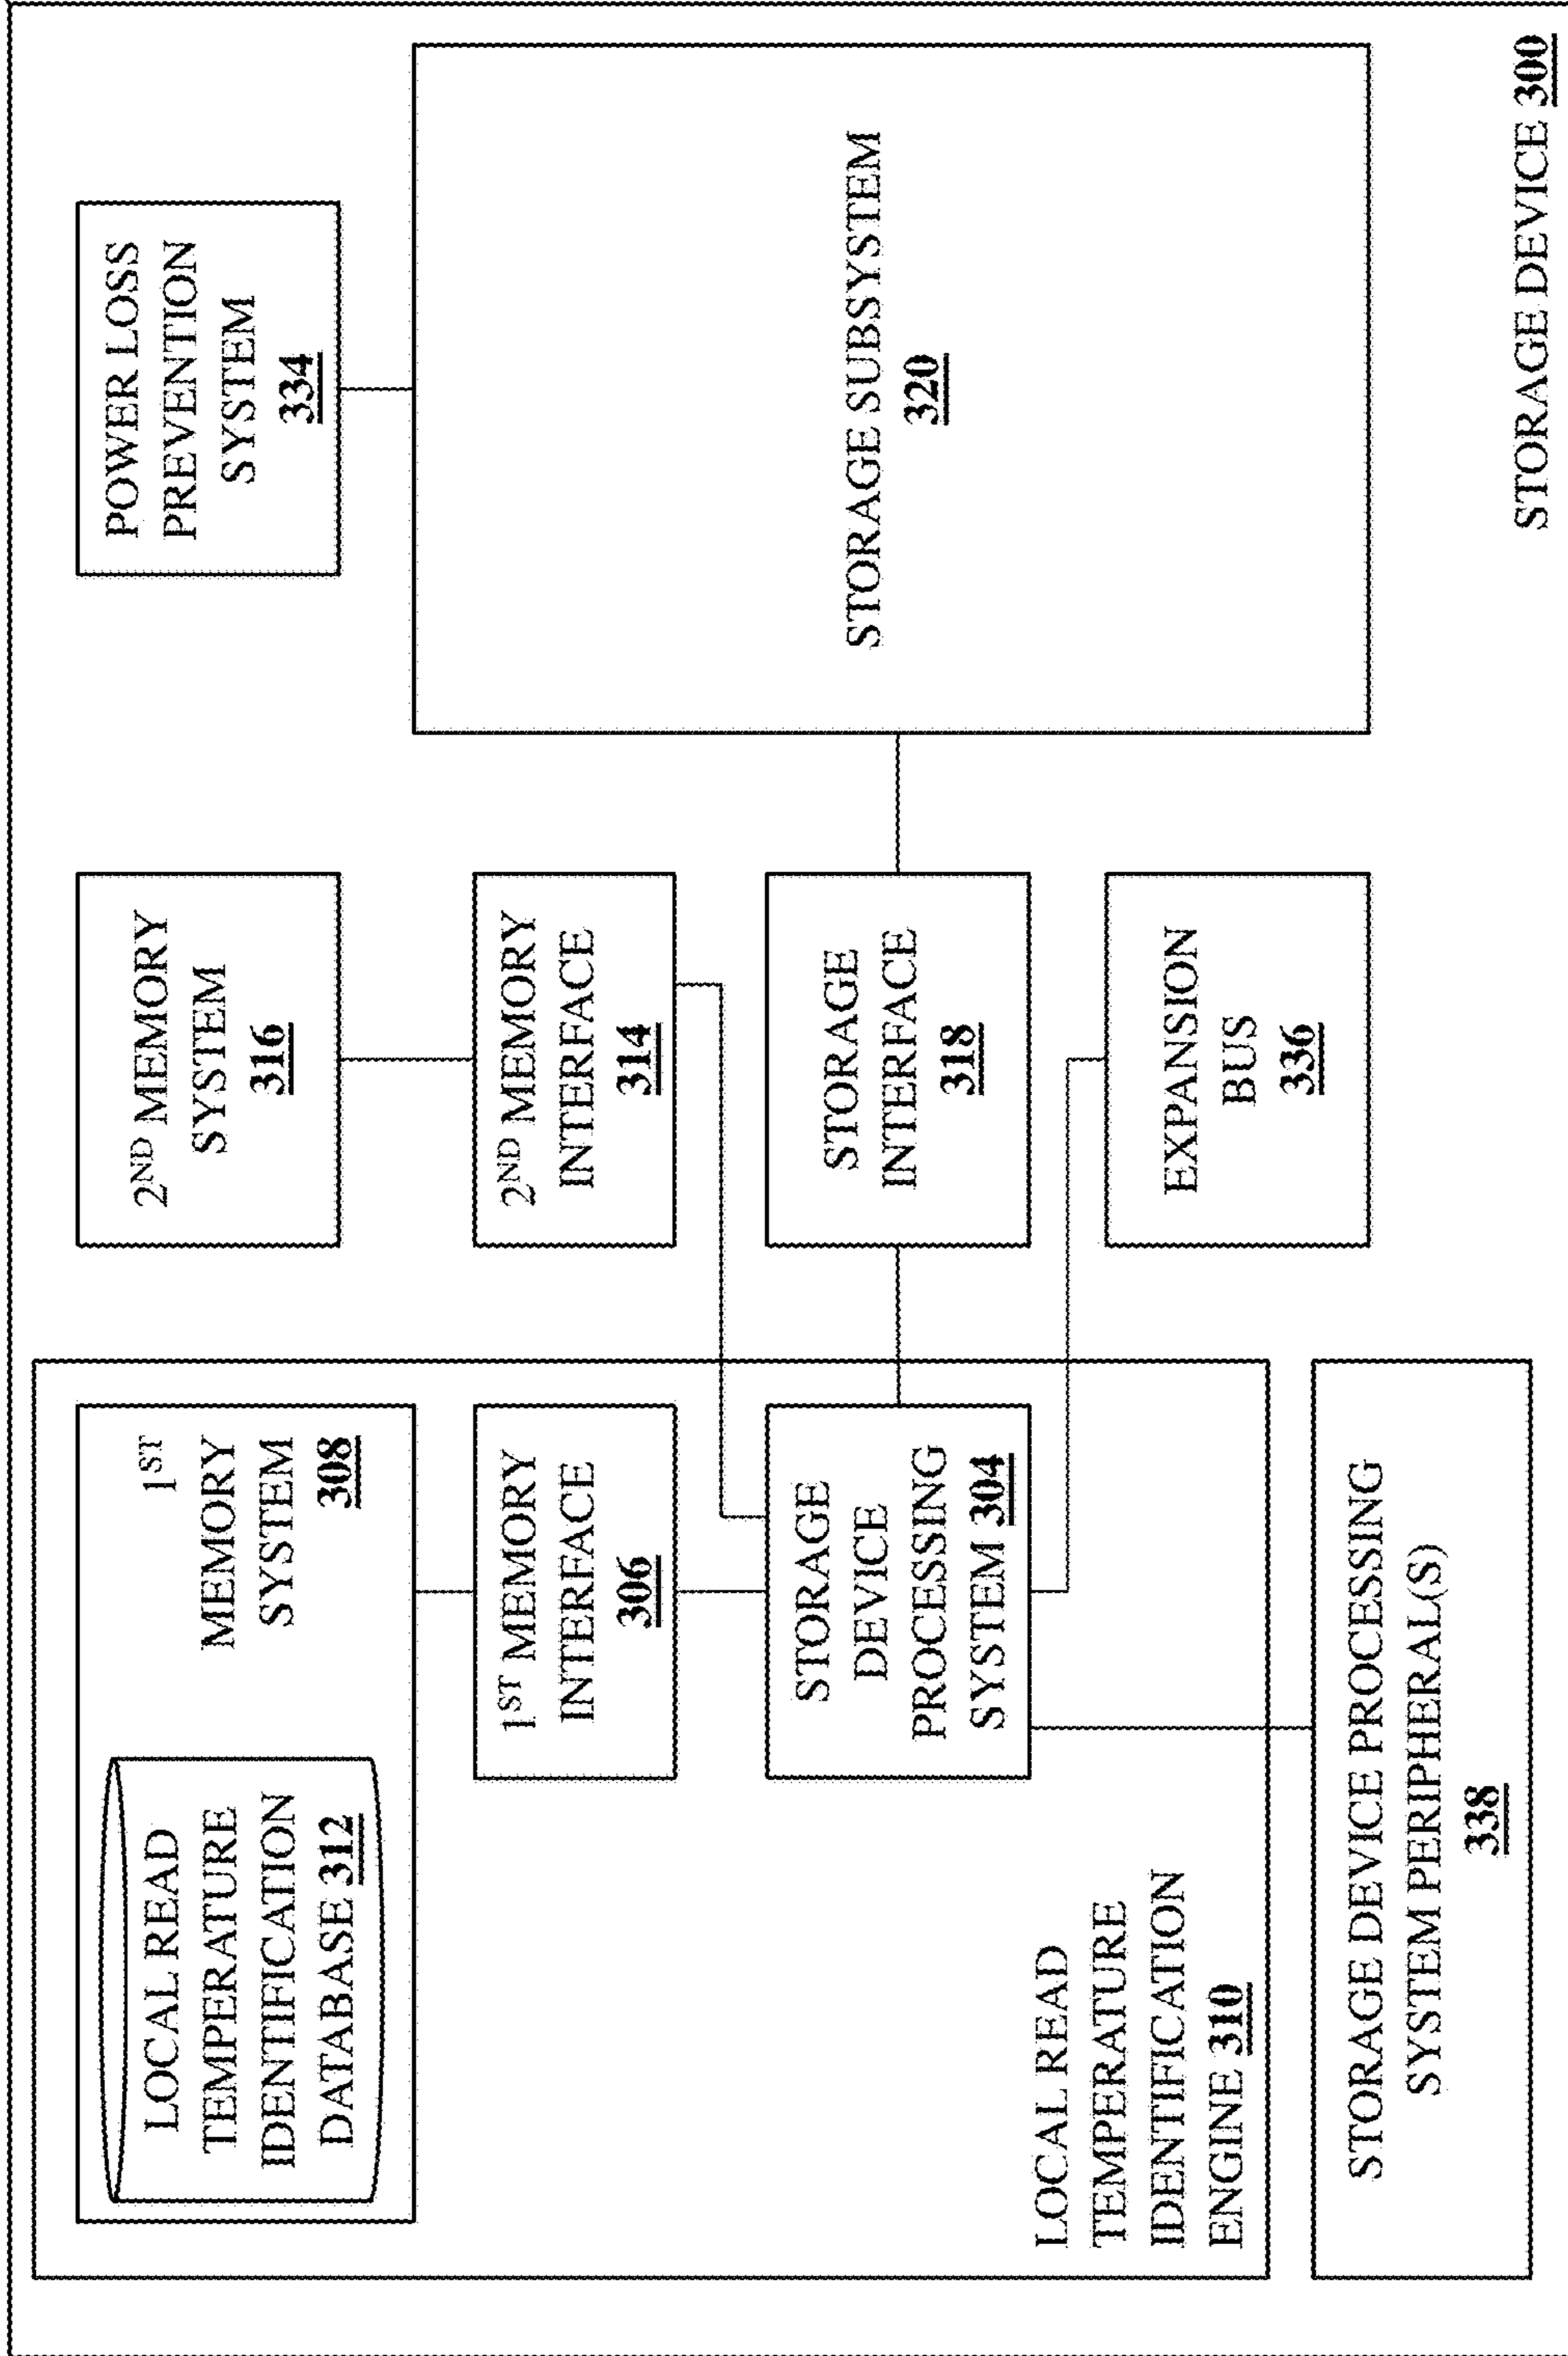 LOCAL READ
TEMPERATURE
IDENTIFICATION
DATABASE 312
1ST
MEMORY
SYSTEM
308
2ND MEMORY
SYSTEM
316
POWER LOSS
PREVENTION
SYSTEM
334
1ST MEMORY
INTERFACE
306
2ND MEMORY
INTERFACE
314
STORAGE
DEVICE
PROCESSING
SYSTEM 304
STORAGE
INTERFACE
318
STORAGE SUBSYSTEM
320
LOCAL READ
TEMPERATURE
IDENTIFICATION
ENGINE 310
EXPANSION
BUS
336
STORAGE DEVICE PROCESSING
SYSTEM PERIPHERAL(S)
338
STORAGE DEVICE 300